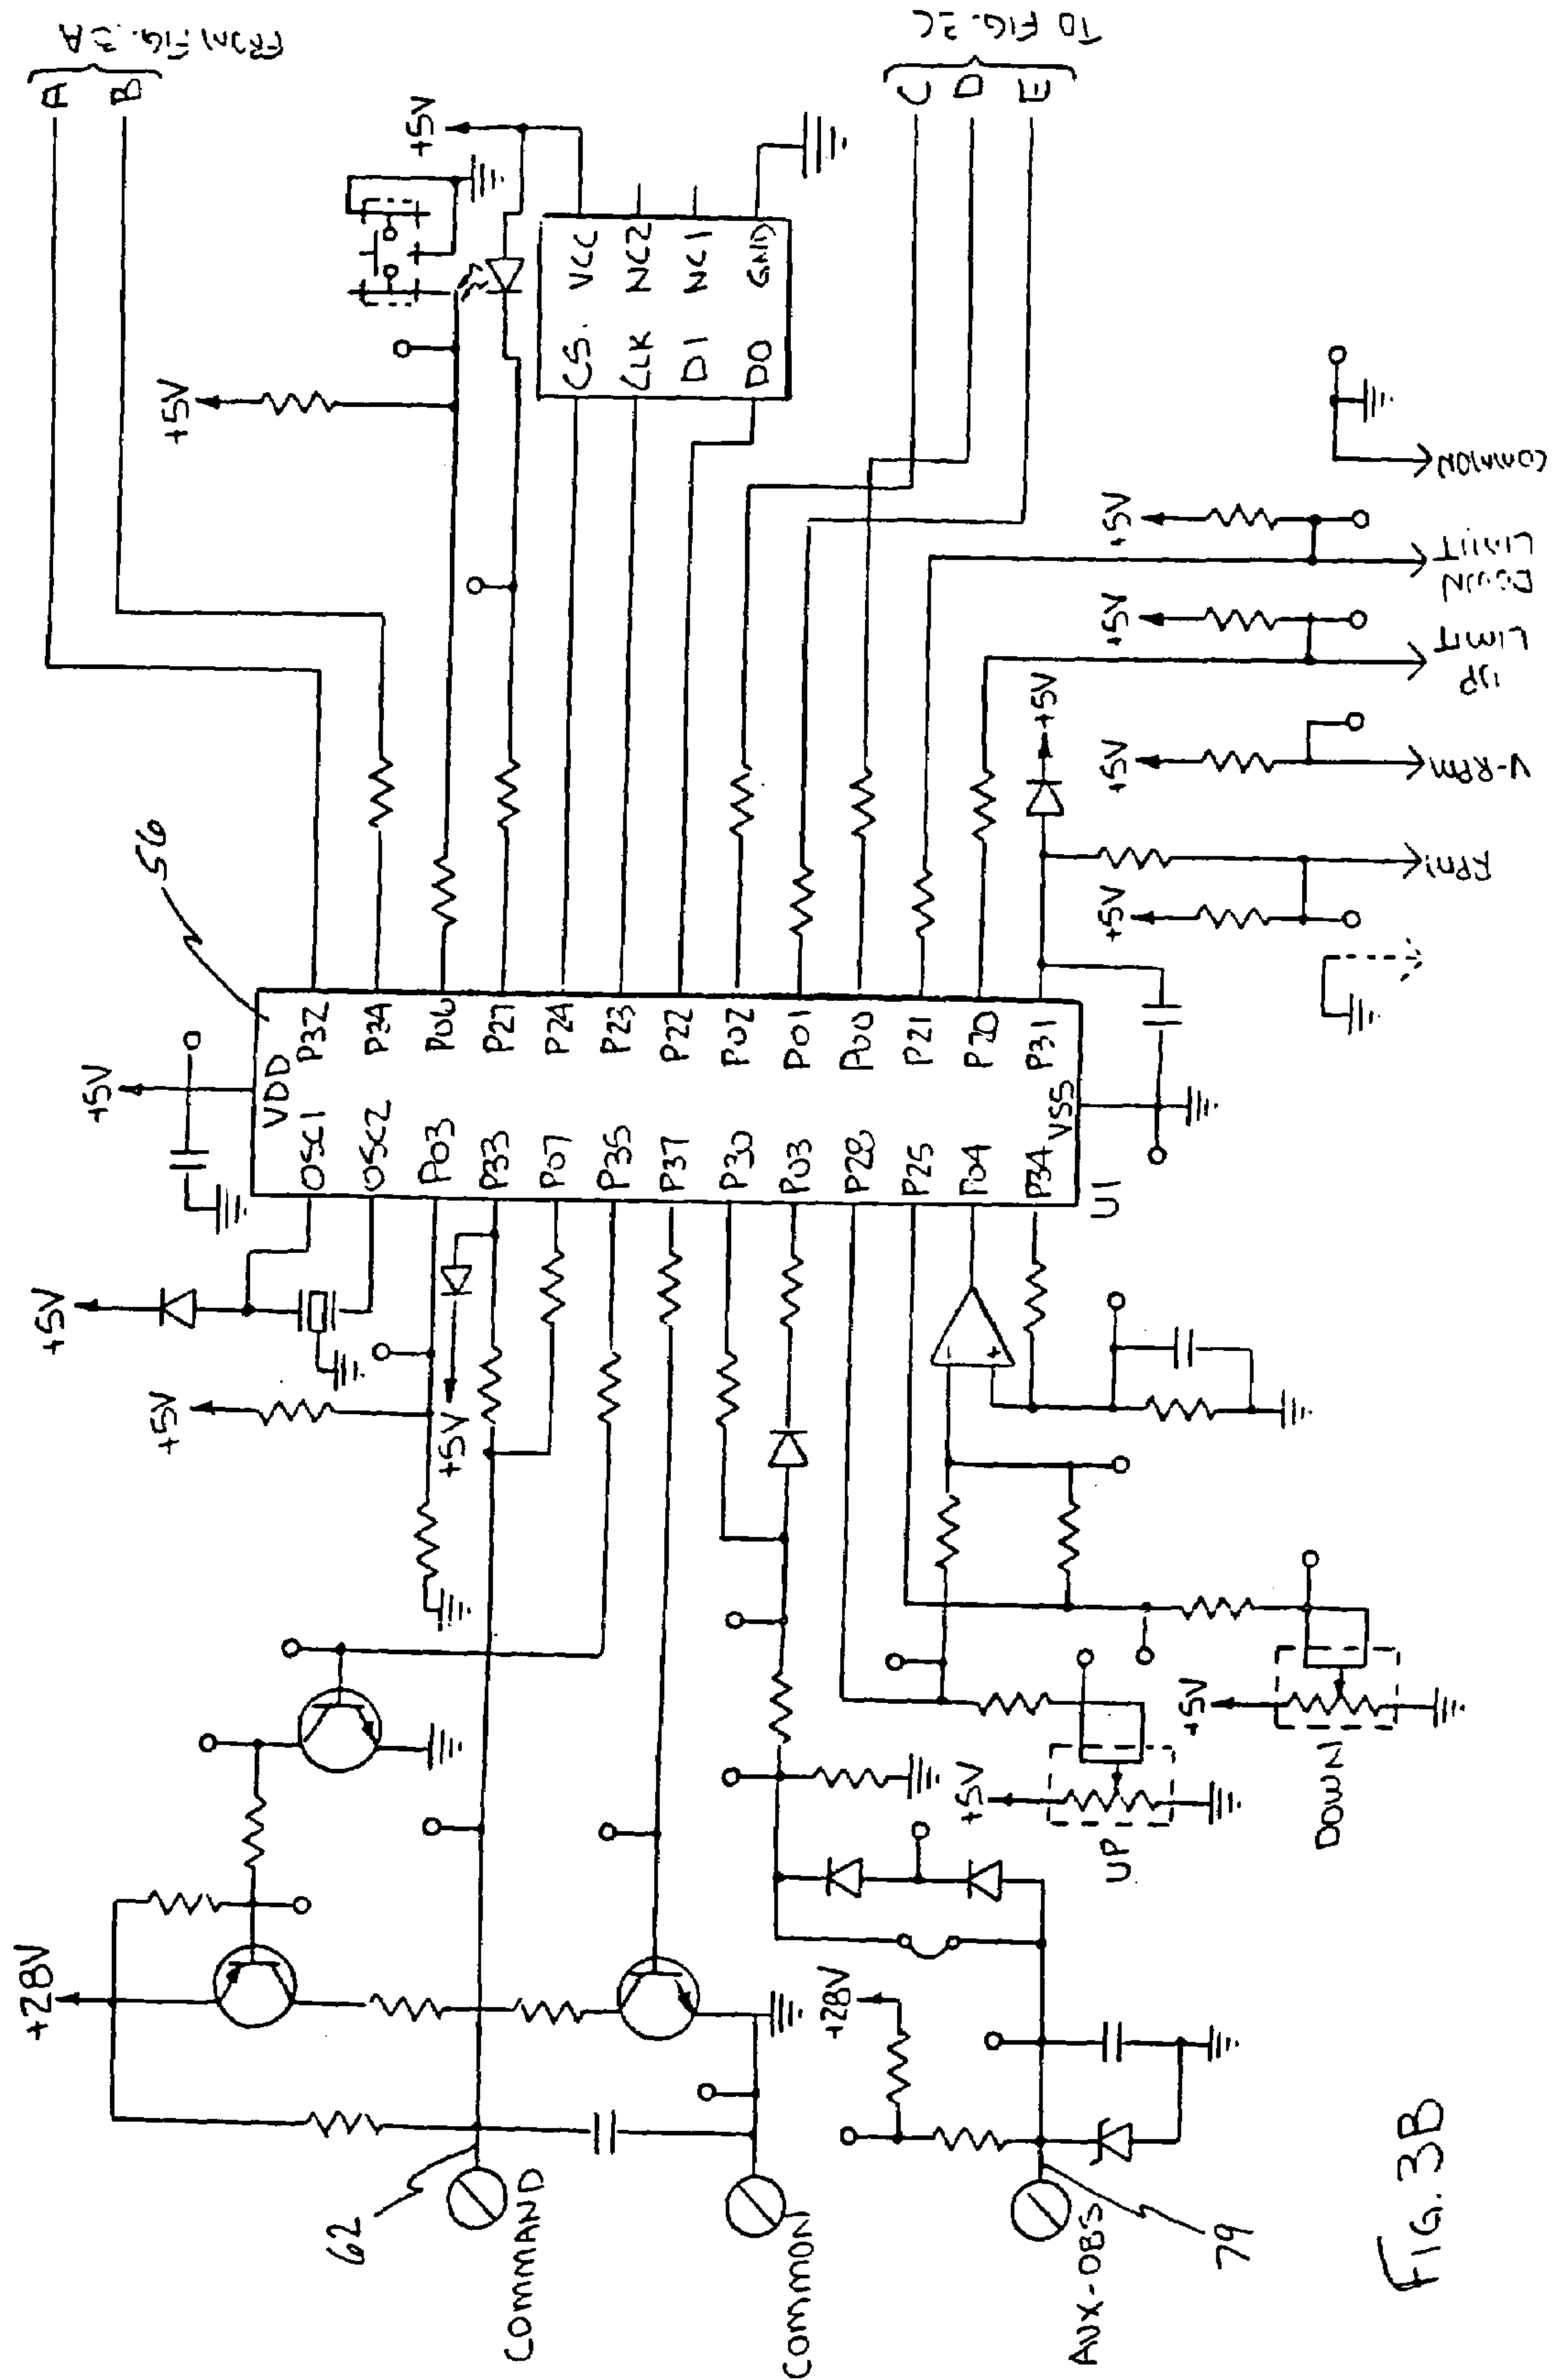 FROM FIG. 3A
A
B
TO FIG. 3C
C
D
E
+5V
+5V
VCC
NC2
NC1
GND
CS.
CLK
DI
DO
56
+5V
VDD
OSC1
OSC2
P03
P33
P07
P35
P37
P30
P03
P28
P25
P04
P34
P32
P34
P06
P27
P24
P23
P22
P02
P01
P00
P21
P20
P31
VSS
U1
+5V
+5V
+5V
+5V
+5V
+5V
+5V
+5V
COMMON
DOWN
LIMIT
UP
LIMIT
V-RPM
RPM
+28V
+28V
+5V
UP
+5V
DOWN
62
COMMAND
COMMON
AUX-OBS
79
FIG. 3B